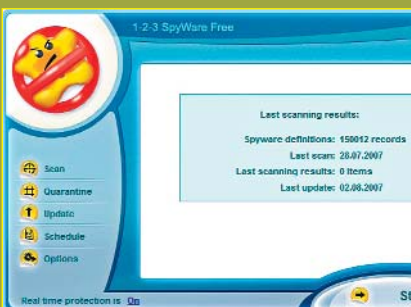 1-2-3 SpyWare Free
Last scanning results:
Spyware definitions: 150012 records
Last scan: 28.07.2007
Last scanning results: 0 items
Last update: 02.08.2007
Scan
Quarantine
Update
Schedule
Options
Real time protection is On
St